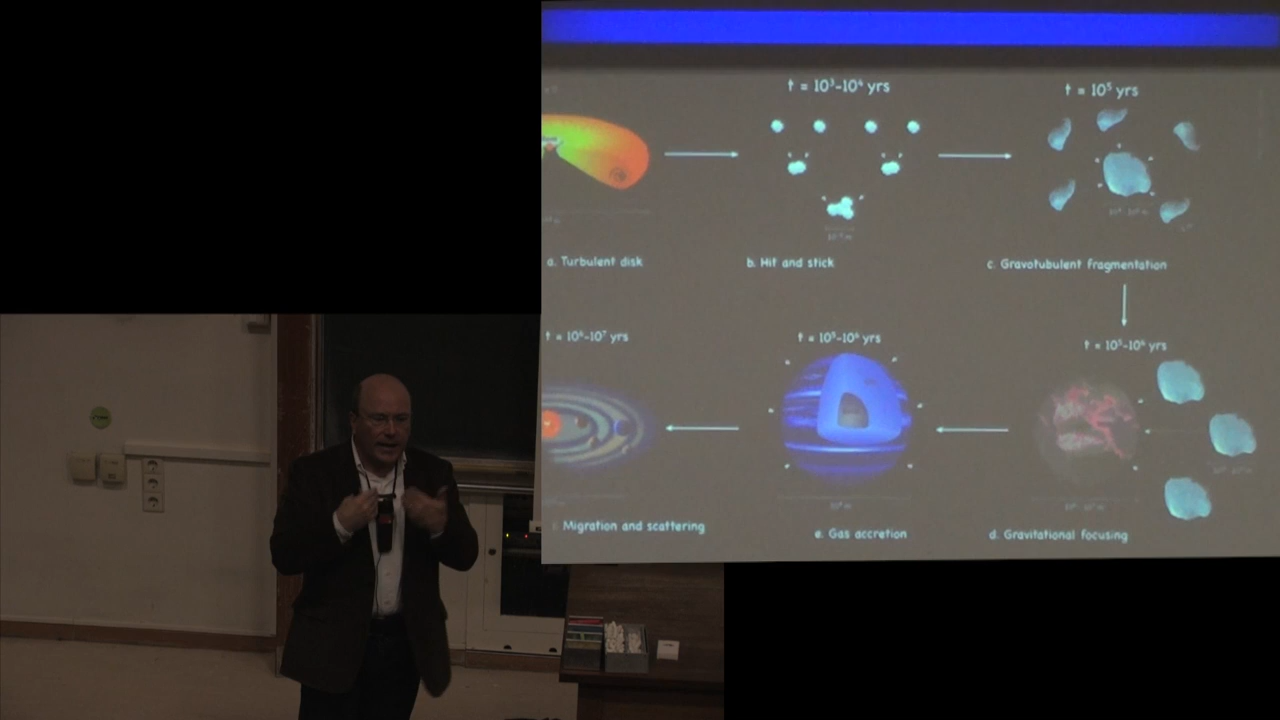 t = 10³-10⁴ yrs
t = 10⁵ yrs
a. Turbulent disk
b. Hit and stick
c. Gravotubulent fragmentation
t = 10⁶-10⁷ yrs
t = 10⁵-10⁶ yrs
t = 10⁵-10⁶ yrs
Migration and scattering
e. Gas accretion
d. Gravitational focusing